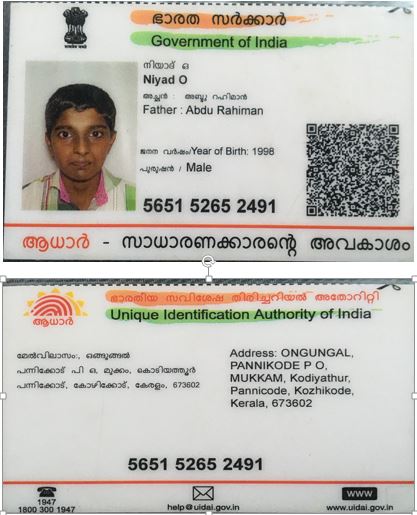 ഭാരത സർക്കാർ
Government of India
നിയാദ് ഒ
Niyad O
അച്ഛൻ : അബ്ദു റഹിമാൻ
Father : Abdu Rahiman
ജനന വർഷം/Year of Birth: 1998
പുരുഷൻ / Male
5651 5265 2491
ആധാർ - സാധാരണക്കാരന്റെ അവകാശം
ഭാരതീയ സവിശേഷ തിരിച്ചറിയൽ അതോറിറ്റി
ആധാർ
Unique Identification Authority of India
മേൽവിലാസം:, ഒങ്ങുങ്ങൽ
പന്നിക്കോട് പി ഒ, മുക്കം, കൊടിയത്തൂർ
പന്നിക്കോട്, കോഴിക്കോട്, കേരളം, 673602
Address: ONGUNGAL,
PANNIKODE P O,
MUKKAM, Kodiyathur,
Pannicode, Kozhikode,
Kerala, 673602
5651 5265 2491
1947
1800 300 1947
help@uidai.gov.in
WWW
www.uidai.gov.in